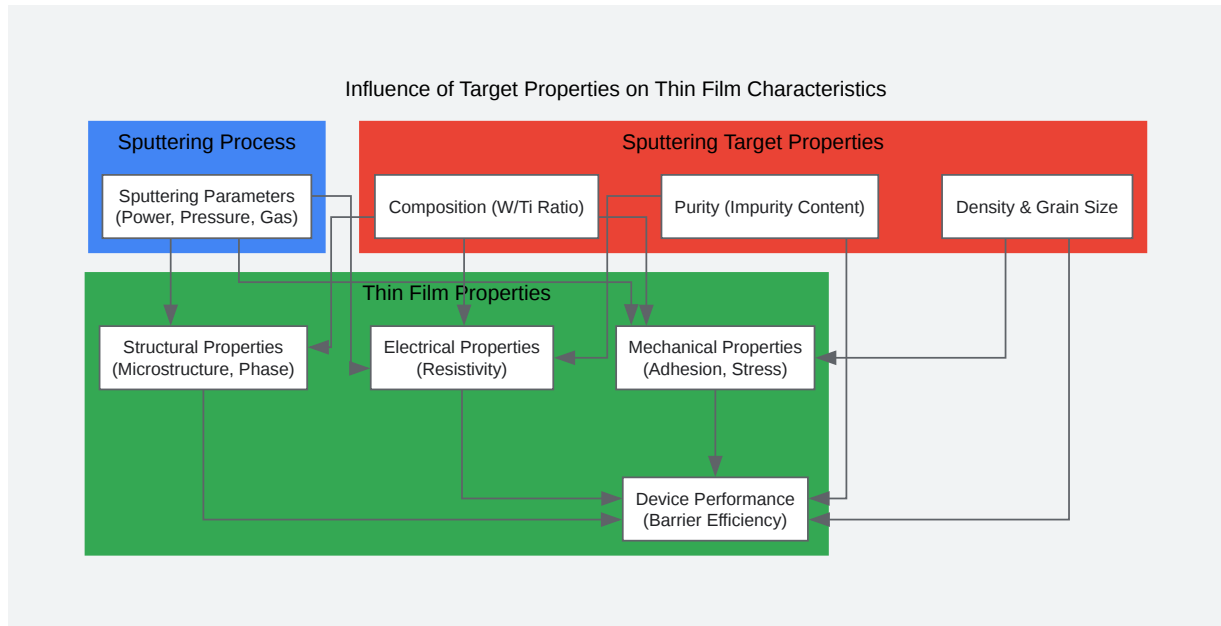 Influence of Target Properties on Thin Film Characteristics
Sputtering Process
Sputtering Target Properties
Sputtering Parameters
(Power, Pressure, Gas)
Composition (W/Ti Ratio)
Purity (Impurity Content)
Density & Grain Size
Thin Film Properties
Structural Properties
(Microstructure, Phase)
Electrical Properties
(Resistivity)
Mechanical Properties
(Adhesion, Stress)
Device Performance
(Barrier Efficiency)